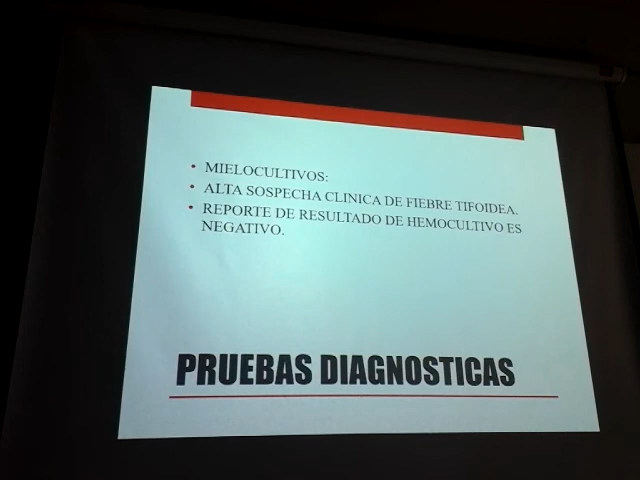 • MIELOCULTIVOS:
• ALTA SOSPECHA CLINICA DE FIEBRE TIFOIDEA.
• REPORTE DE RESULTADO DE HEMOCULTIVO ES
NEGATIVO.
PRUEBAS DIAGNOSTICAS